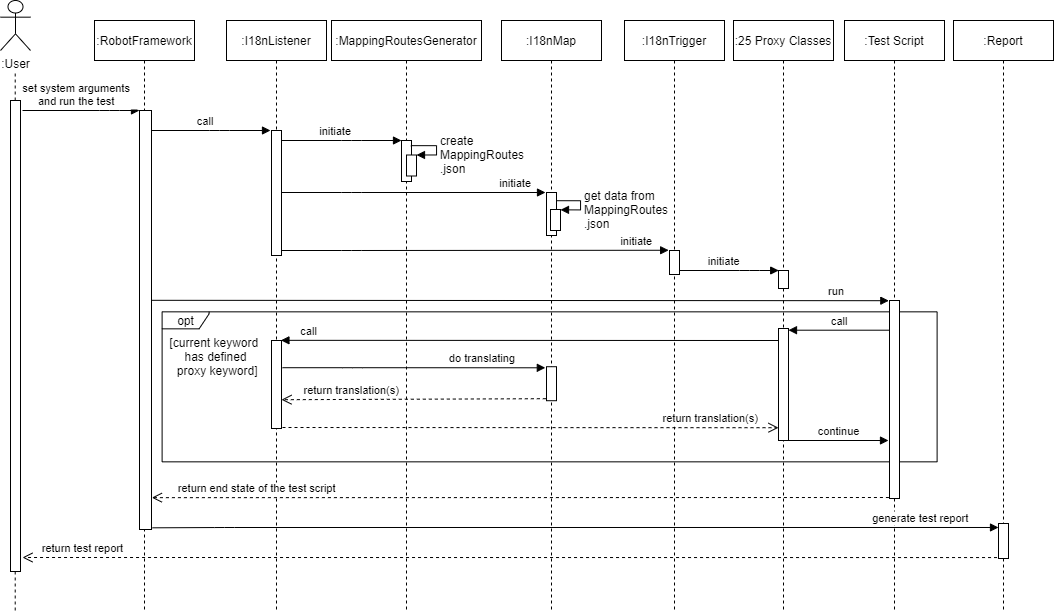 :User
:RobotFramework
:I18nListener
:MappingRoutesGenerator
:I18nMap
:I18nTrigger
:25 Proxy Classes
:Test Script
:Report
set system arguments
and run the test
call
initiate
create
MappingRoutes
.json
initiate
get data from
MappingRoutes
.json
initiate
initiate
run
opt
call
[current keyword
has defined
proxy keyword]
call
do translating
return translation(s)
return translation(s)
continue
return end state of the test script
generate test report
return test report